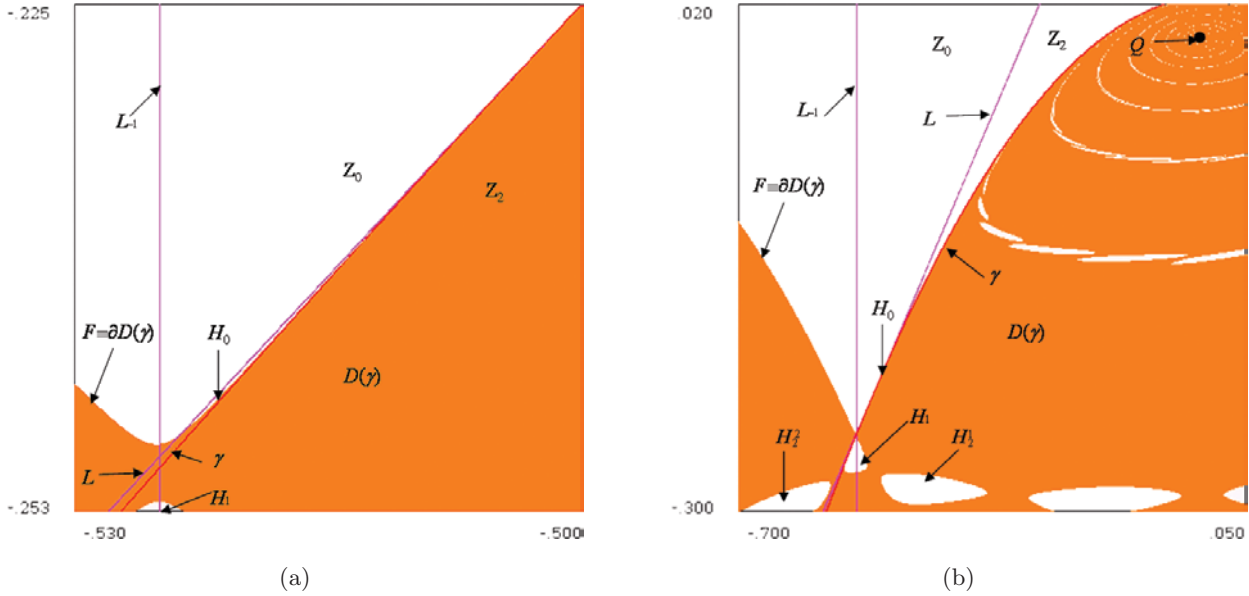 -.225
L₋₁
Z₀
Z₂
F=∂D(γ)
H₀
D(γ)
L
γ
H₁
-.253
-.530
-.500
(a)
.020
Z₀
Z₂
Q
L₋₁
L
F=∂D(γ)
γ
H₀
D(γ)
H₁
H₂²
H₂¹
-.300
-.700
.050
(b)